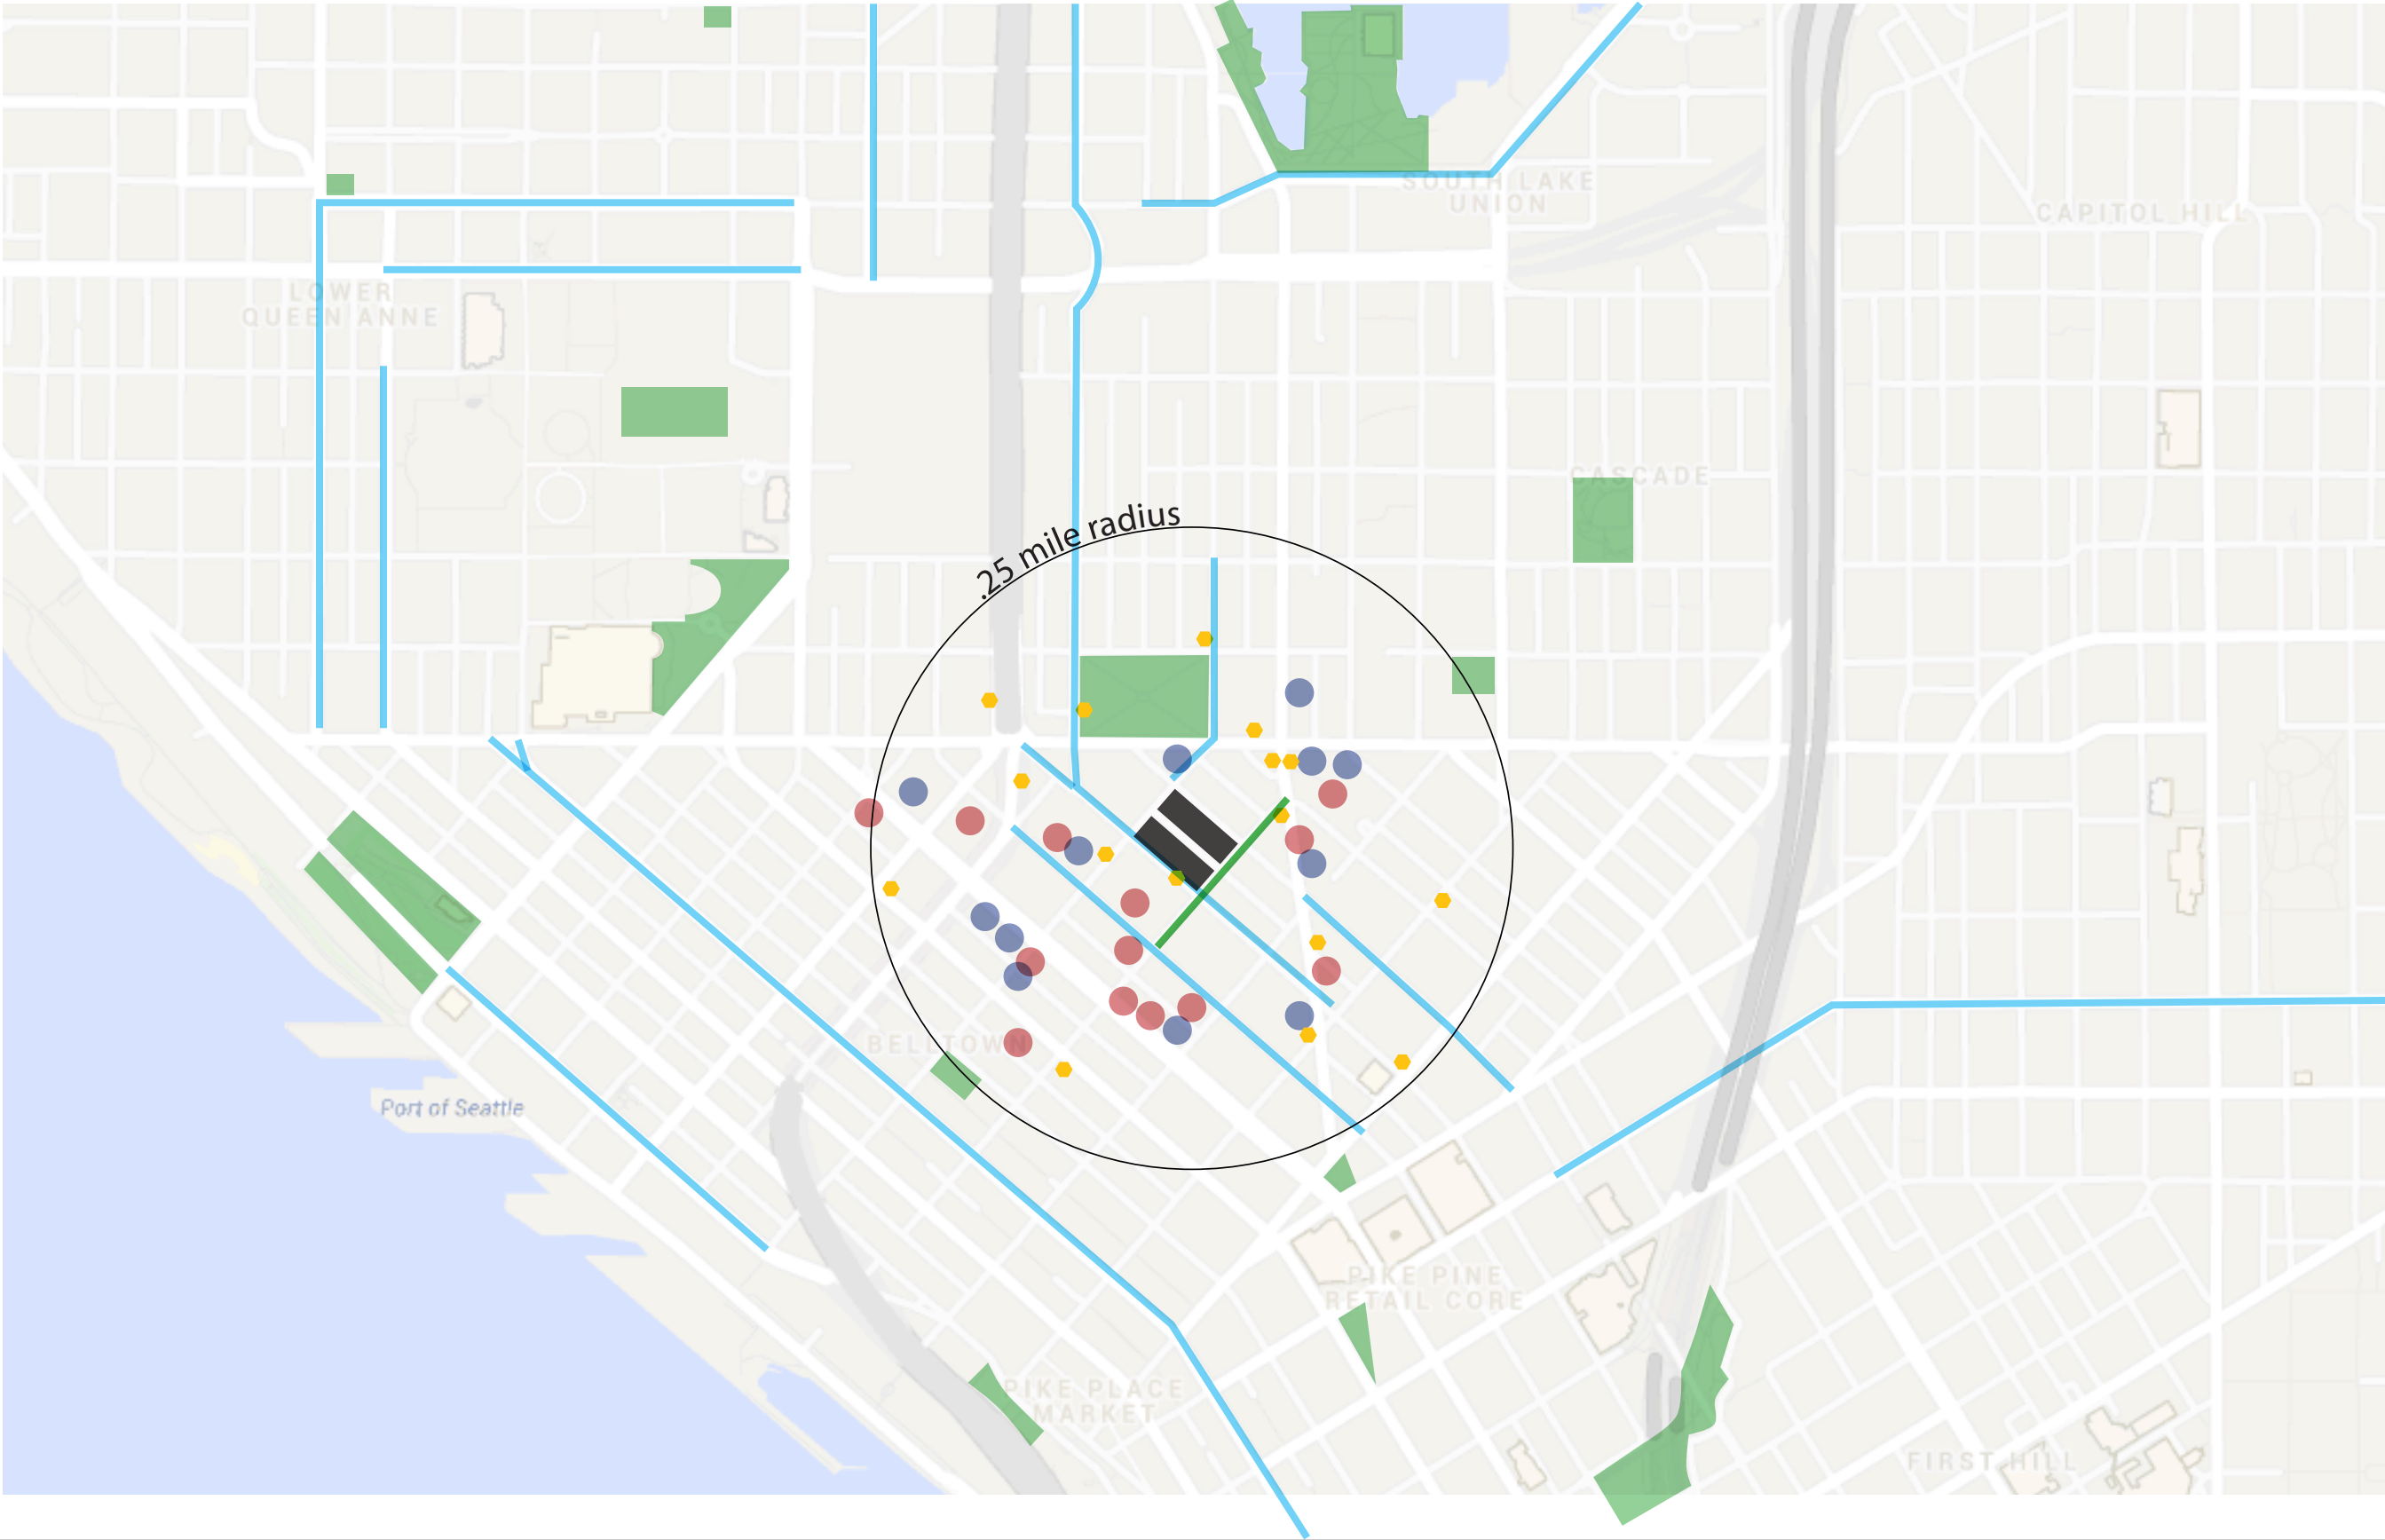 SOUTH LAKE
UNION
CAPITOL HILL
LOWER
QUEEN ANNE
CASCADE
.25 mile radius
BELLTOWN
Port of Seattle
PIKE PINE
RETAIL CORE
PIKE PLACE
MARKET
FIRST HILL